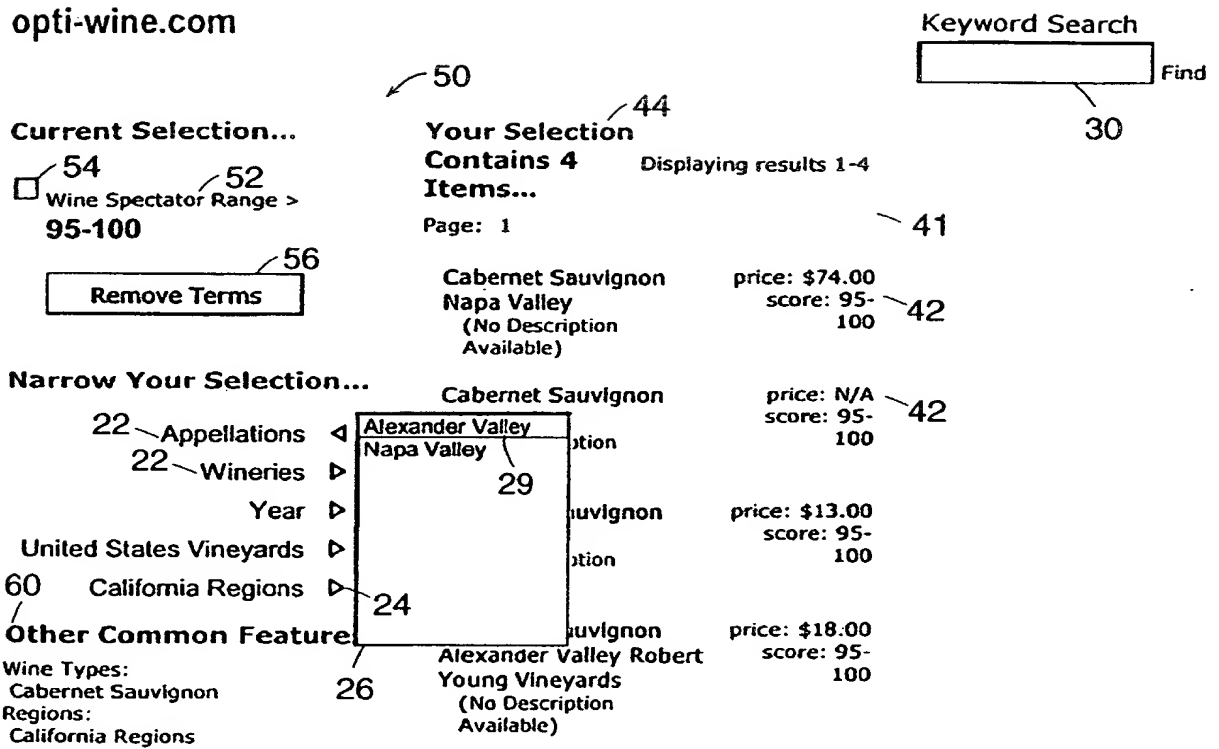 opti-wine.com
Keyword Search
Find
30
50
Current Selection...
54
52
Wine Spectator Range >
95-100
56
Remove Terms
44
Your Selection
Contains 4
Items...
Displaying results 1-4
Page: 1
41
Cabernet Sauvignon
Napa Valley
(No Description
Available)
price: $74.00
score: 95-
100
42
Cabernet Sauvignon
price: N/A
score: 95-
100
42
ption
Narrow Your Selection...
22
Appellations
22
Wineries
Year
United States Vineyards
California Regions
24
Alexander Valley
Napa Valley
29
26
uvignon
price: $13.00
score: 95-
100
ption
60
Other Common Feature
Wine Types:
Cabernet Sauvignon
Regions:
California Regions
uvignon
Alexander Valley Robert
Young Vineyards
(No Description
Available)
price: $18.00
score: 95-
100